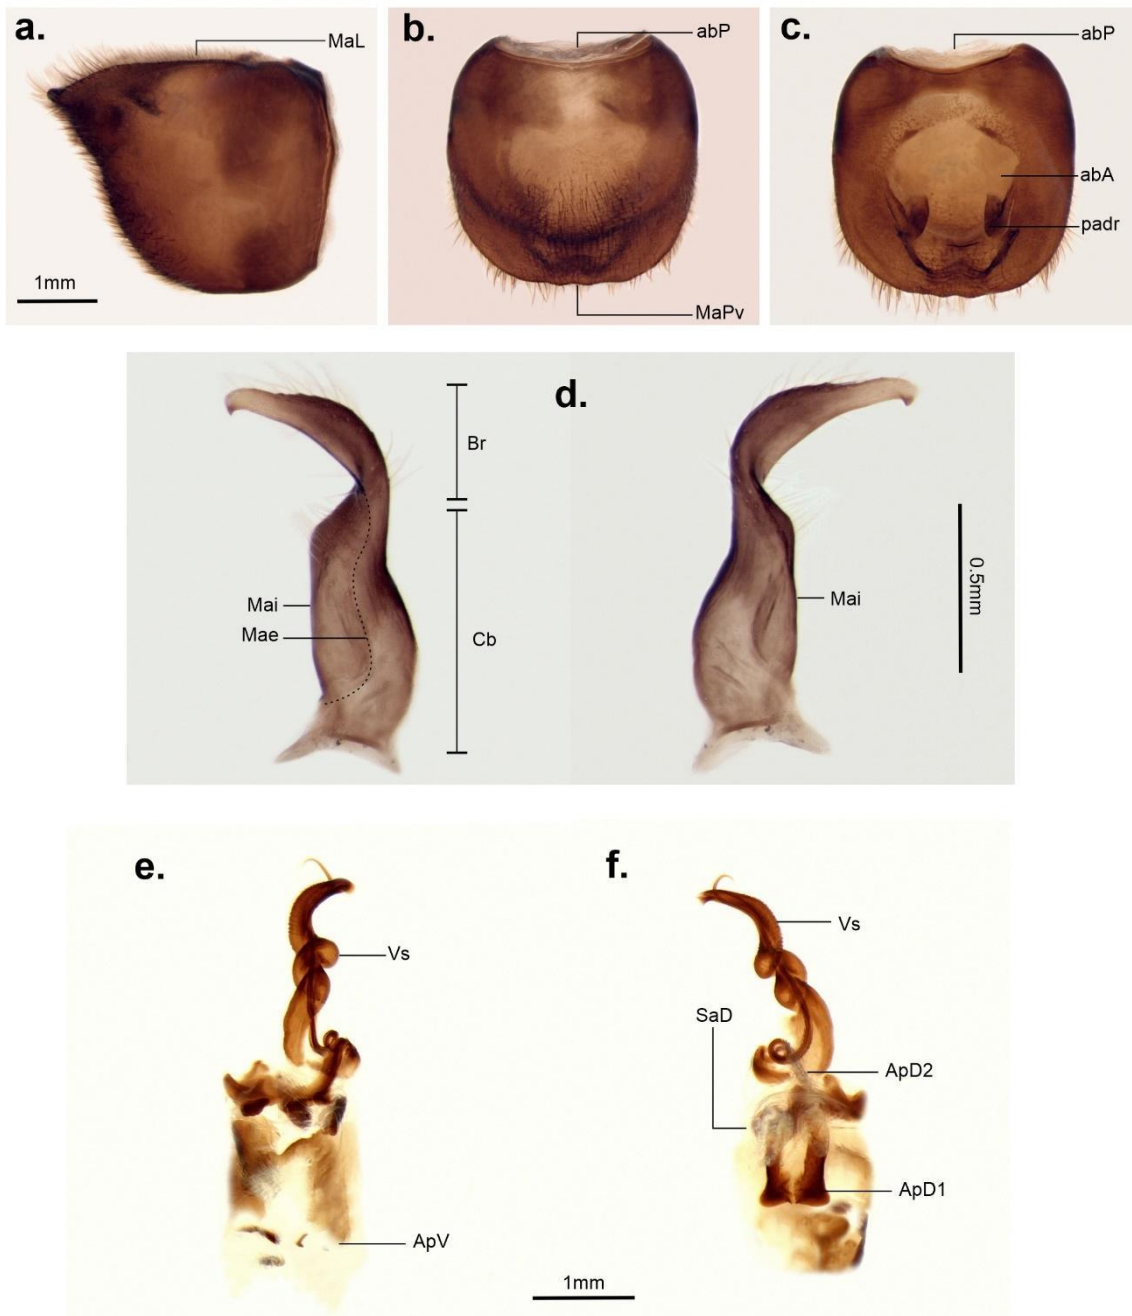 a.
MaL
1mm
b.
abP
MaPv
c.
abP
abA
padr
d.
Br
Mai
Mae
Cb
Mai
0.5mm
e.
Vs
ApV
f.
Vs
SaD
ApD2
ApD1
1mm